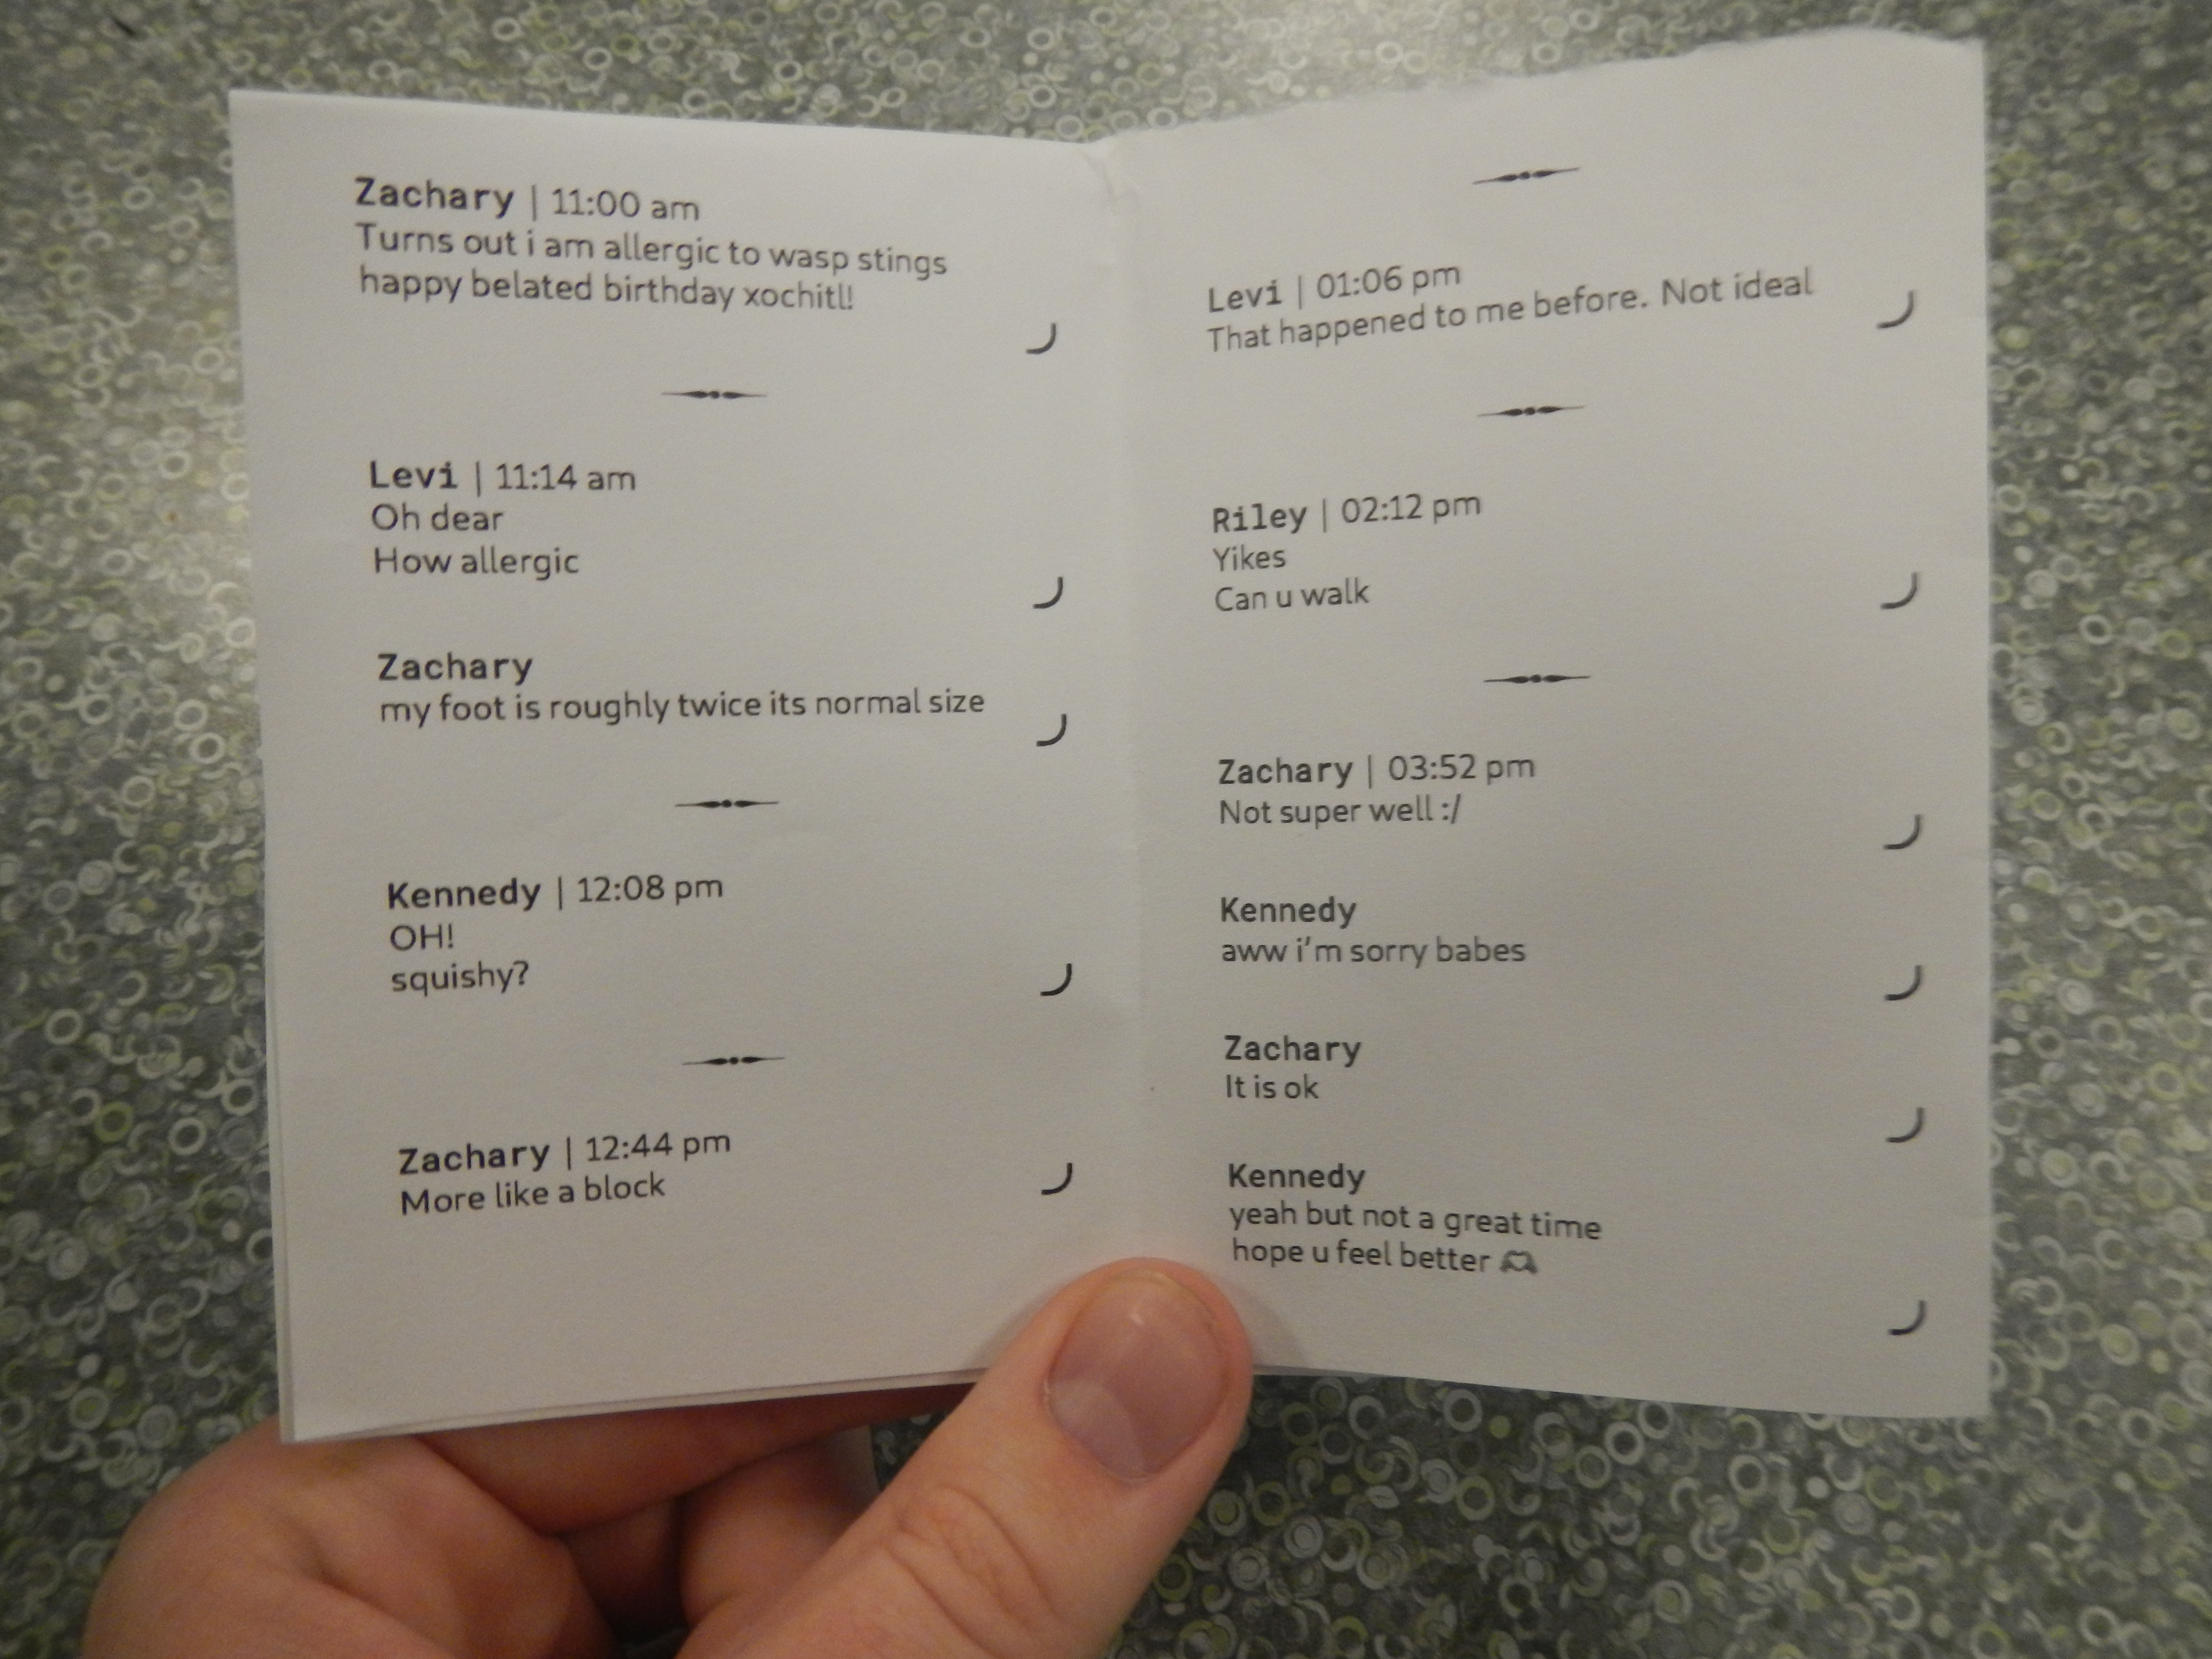 Zachary | 11:00 am
Turns out i am allergic to wasp stings
happy belated birthday xochitl!
Levi | 11:14 am
Oh dear
How allergic
Zachary
my foot is roughly twice its normal size
Kennedy | 12:08 pm
OH!
squishy?
Zachary | 12:44 pm
More like a block
Levi | 01:06 pm
That happened to me before. Not ideal
Riley | 02:12 pm
Yikes
Can u walk
Zachary | 03:52 pm
Not super well :/
Kennedy
aww i'm sorry babes
Zachary
It is ok
Kennedy
yeah but not a great time
hope u feel better 🫶